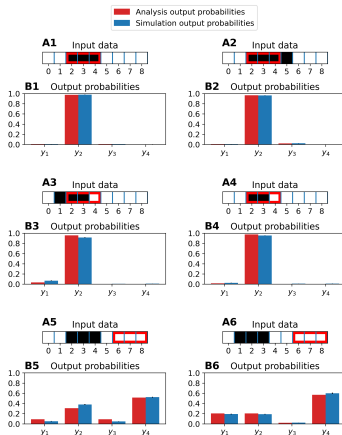 Analysis output probabilities
Simulation output probabilities
A1 Input data
0 1 2 3 4 5 6 7 8
A2 Input data
0 1 2 3 4 5 6 7 8
B1 Output probabilities
1.0
0.8
0.6
0.4
0.2
0.0
y1 y2 y3 y4
B2 Output probabilities
1.0
0.8
0.6
0.4
0.2
0.0
y1 y2 y3 y4
A3 Input data
0 1 2 3 4 5 6 7 8
A4 Input data
0 1 2 3 4 5 6 7 8
B3 Output probabilities
1.0
0.8
0.6
0.4
0.2
0.0
y1 y2 y3 y4
B4 Output probabilities
1.0
0.8
0.6
0.4
0.2
0.0
y1 y2 y3 y4
A5 Input data
0 1 2 3 4 5 6 7 8
A6 Input data
0 1 2 3 4 5 6 7 8
B5 Output probabilities
1.0
0.8
0.6
0.4
0.2
0.0
y1 y2 y3 y4
B6 Output probabilities
1.0
0.8
0.6
0.4
0.2
0.0
y1 y2 y3 y4